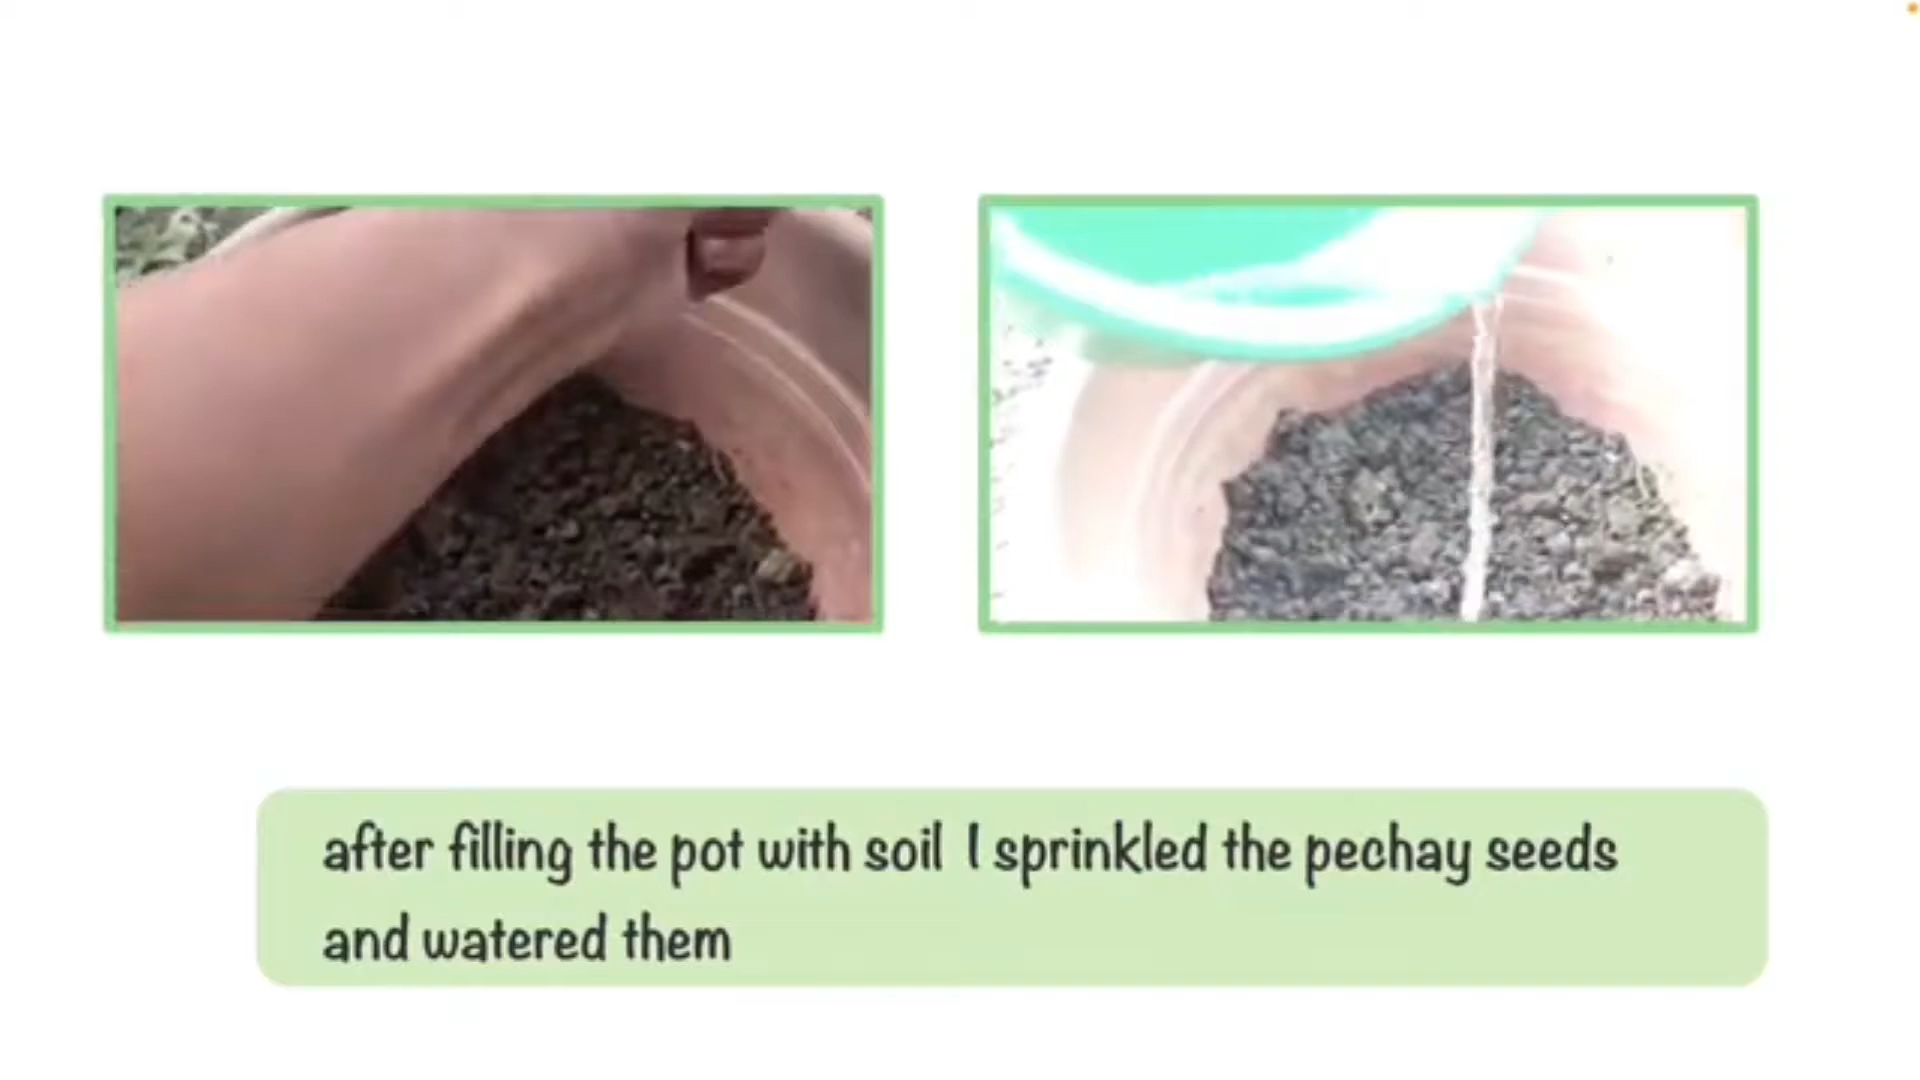 after filling the pot with soil I sprinkled the pechay seeds
and watered them